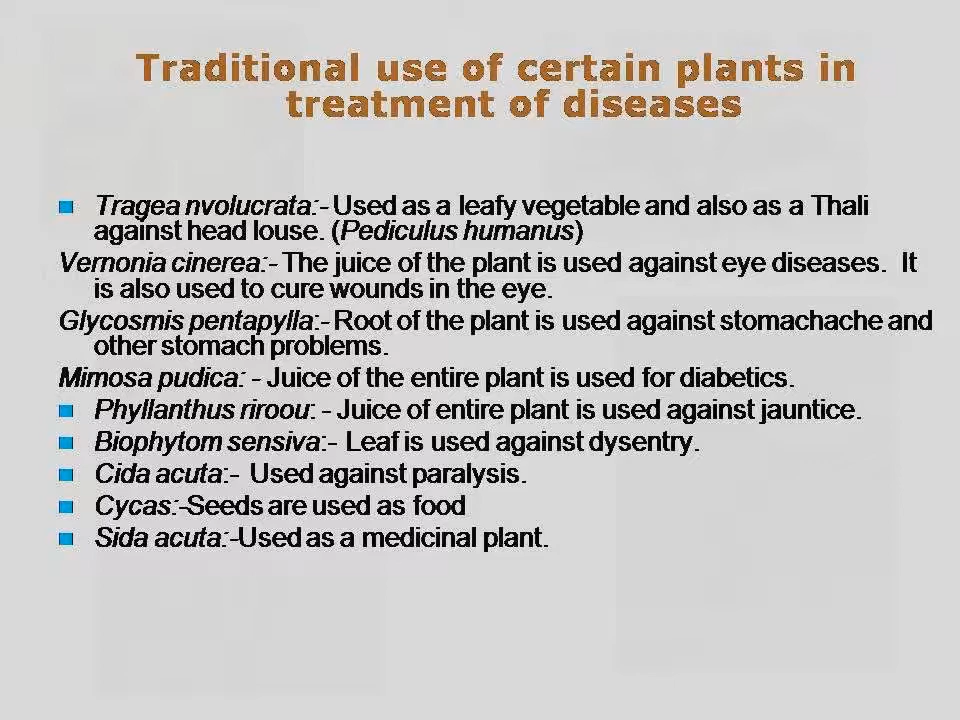 Traditional use of certain plants in
treatment of diseases
Tragea nvolucrata:- Used as a leafy vegetable and also as a Thali
against head louse. (Pediculus humanus)
Vernonia cinerea:- The juice of the plant is used against eye diseases. It
is also used to cure wounds in the eye.
Glycosmis pentapylla:- Root of the plant is used against stomachache and
other stomach problems.
Mimosa pudica: - Juice of the entire plant is used for diabetics.
Phyllanthus riroou: - Juice of entire plant is used against jauntice.
Biophytom sensiva:- Leaf is used against dysentry.
Cida acuta:- Used against paralysis.
Cycas:-Seeds are used as food
Sida acuta:-Used as a medicinal plant.